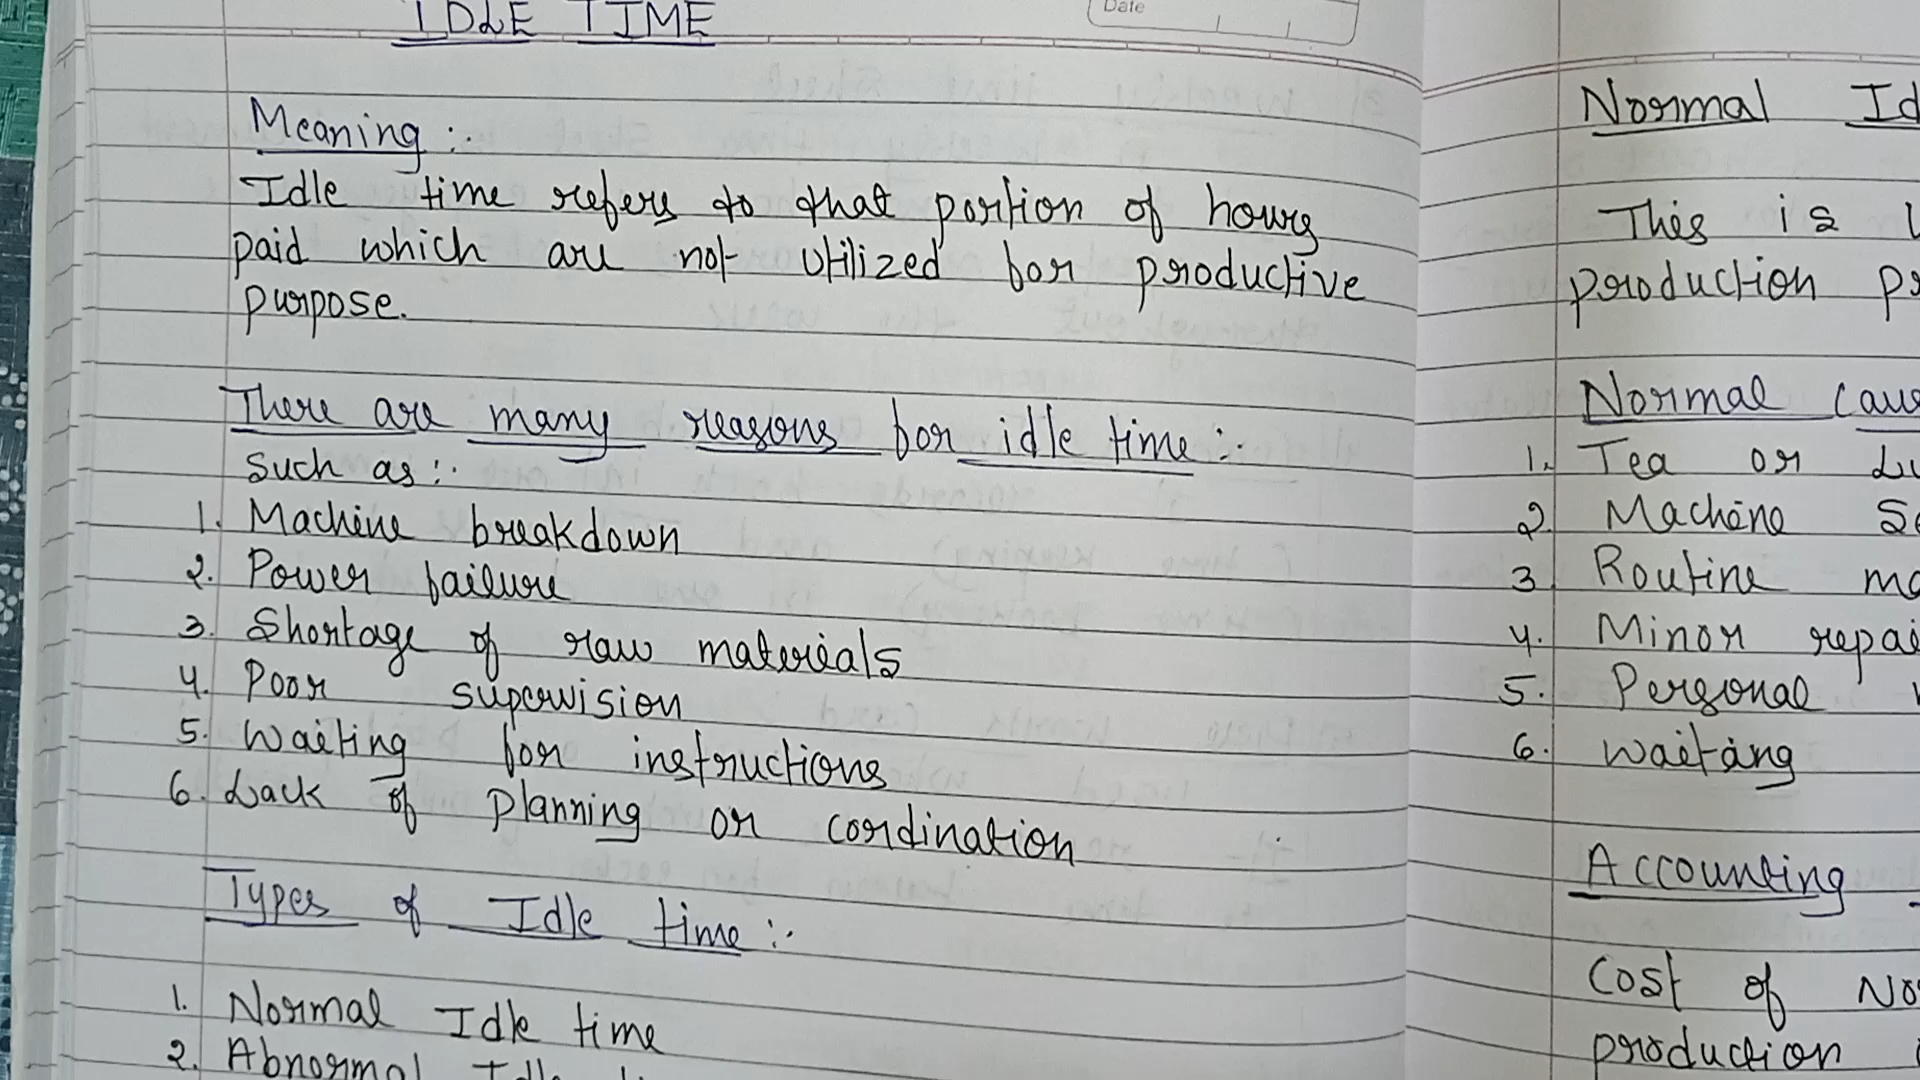 IDLE TIME
Date
Meaning :-
Idle time refers to that portion of hours
paid which are not utilized for productive
purpose.
There are many reasons for idle time :-
Such as :-
1. Machine breakdown
2. Power failure
3. Shortage of raw materials
4. Poor supervision
5. Waiting for instructions
6. Lack of planning or cordination
Types of Idle time :-
1. Normal Idle time
2. Abnormal Idle
Normal
This is
production
Normal
1. Tea or
2. Machine
3 Routine
4. Minor
5. Personal
6. Waiting
Accounting
Cost of
production